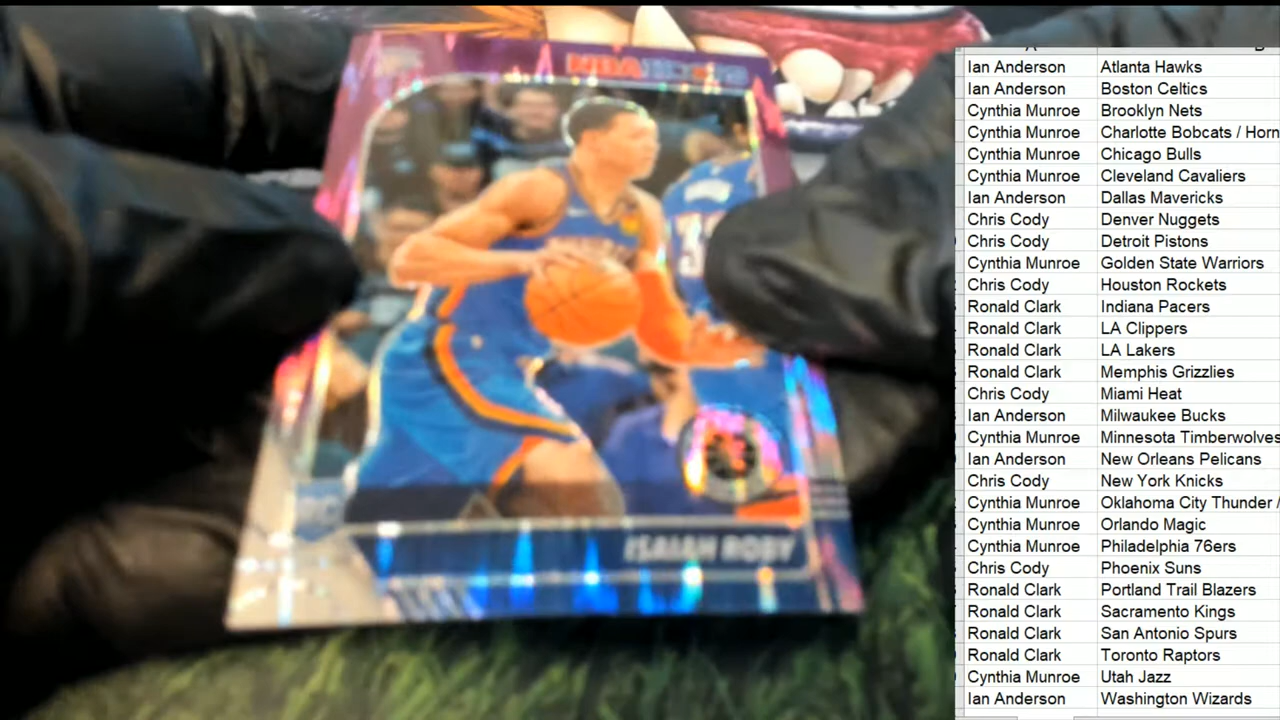 NBA HOOPS
ISAIAH ROBY
Ian Anderson Atlanta Hawks
Ian Anderson Boston Celtics
Cynthia Munroe Brooklyn Nets
Cynthia Munroe Charlotte Bobcats / Horn
Cynthia Munroe Chicago Bulls
Cynthia Munroe Cleveland Cavaliers
Ian Anderson Dallas Mavericks
Chris Cody Denver Nuggets
Chris Cody Detroit Pistons
Cynthia Munroe Golden State Warriors
Chris Cody Houston Rockets
Ronald Clark Indiana Pacers
Ronald Clark LA Clippers
Ronald Clark LA Lakers
Ronald Clark Memphis Grizzlies
Chris Cody Miami Heat
Ian Anderson Milwaukee Bucks
Cynthia Munroe Minnesota Timberwolves
Ian Anderson New Orleans Pelicans
Chris Cody New York Knicks
Cynthia Munroe Oklahoma City Thunder /
Cynthia Munroe Orlando Magic
Cynthia Munroe Philadelphia 76ers
Chris Cody Phoenix Suns
Ronald Clark Portland Trail Blazers
Ronald Clark Sacramento Kings
Ronald Clark San Antonio Spurs
Ronald Clark Toronto Raptors
Cynthia Munroe Utah Jazz
Ian Anderson Washington Wizards